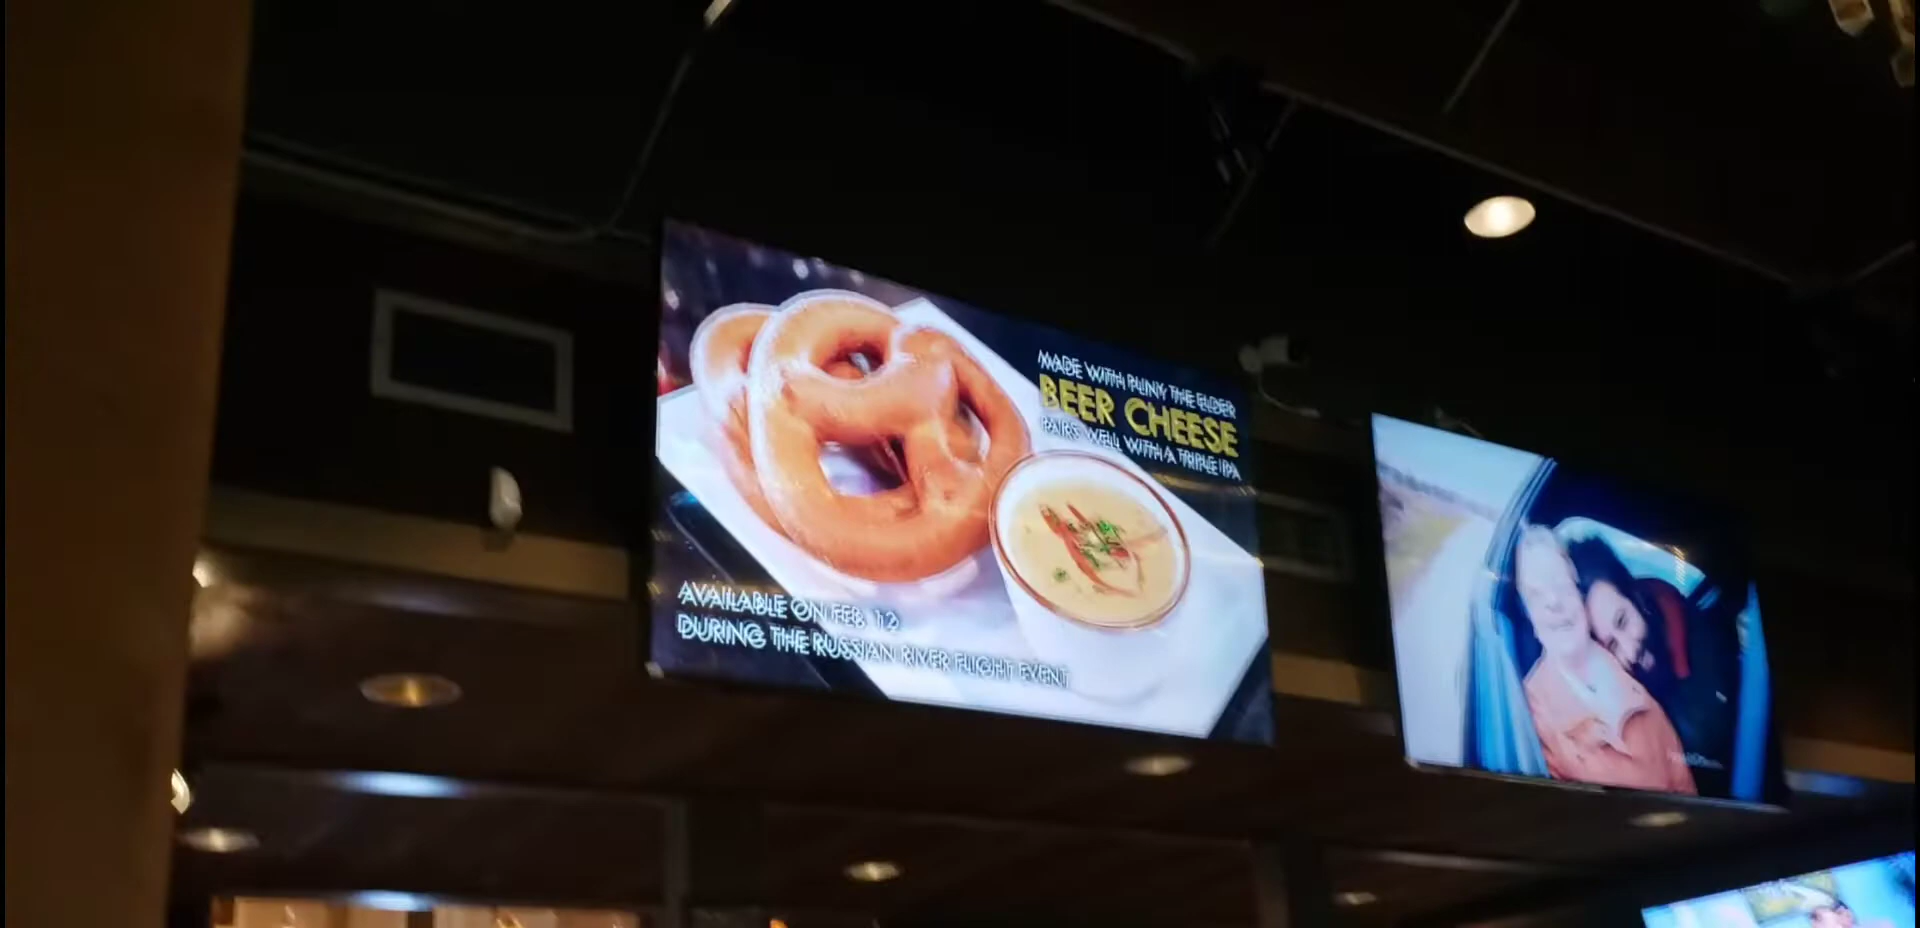 MADE WITH PLINY THE ELDER
BEER CHEESE
PAIRS WELL WITH A TRIPLE IPA
AVAILABLE ON FEB. 12
DURING THE RUSSIAN RIVER FLIGHT EVENT